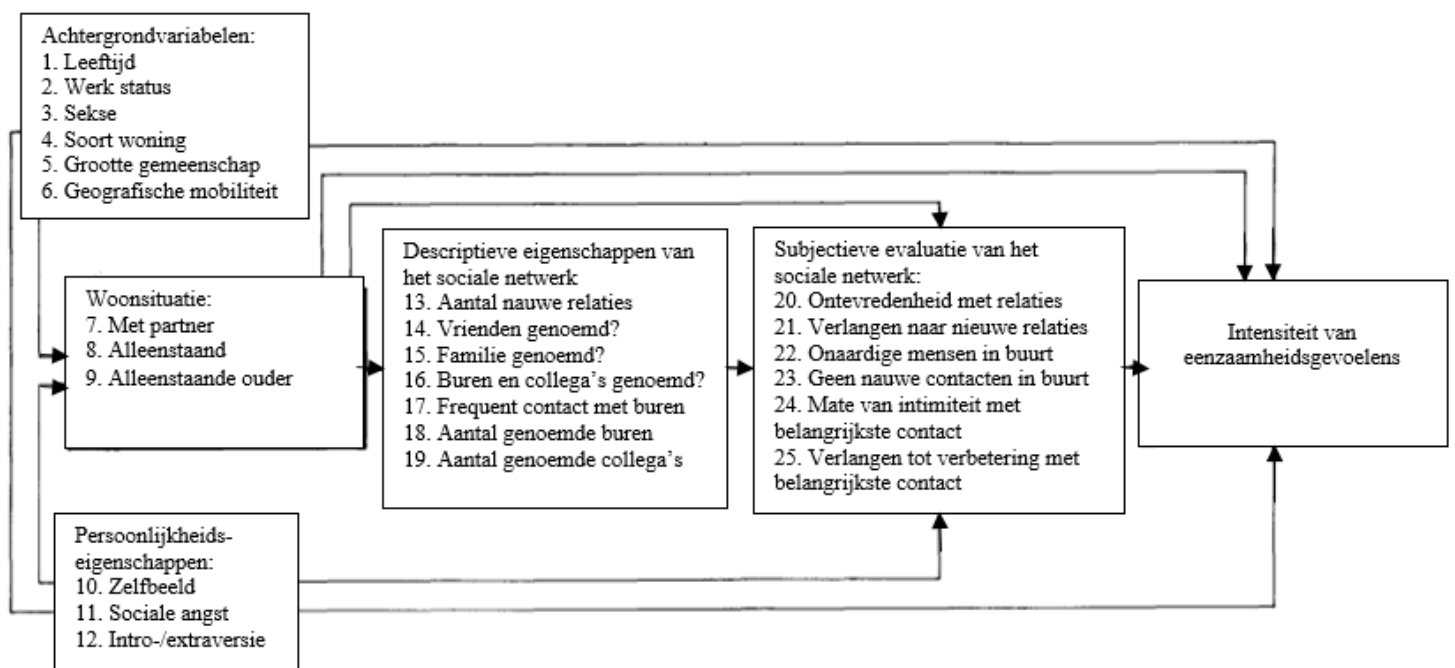 Achtergrondvariabelen:
1. Leeftijd
2. Werk status
3. Sekse
4. Soort woning
5. Grootte gemeenschap
6. Geografische mobiliteit
Woonsituatie:
7. Met partner
8. Alleenstaand
9. Alleenstaande ouder
Persoonlijkheids-
eigenschappen:
10. Zelfbeeld
11. Sociale angst
12. Intro-/extraversie
Descriptieve eigenschappen van
het sociale netwerk
13. Aantal nauwe relaties
14. Vrienden genoemd?
15. Familie genoemd?
16. Buren en collega's genoemd?
17. Frequent contact met buren
18. Aantal genoemde buren
19. Aantal genoemde collega's
Subjectieve evaluatie van het
sociale netwerk:
20. Ontevredenheid met relaties
21. Verlangen naar nieuwe relaties
22. Onaardige mensen in buurt
23. Geen nauwe contacten in buurt
24. Mate van intimiteit met
belangrijkste contact
25. Verlangen tot verbetering met
belangrijkste contact
Intensiteit van
eenzaamheidsgevoelens